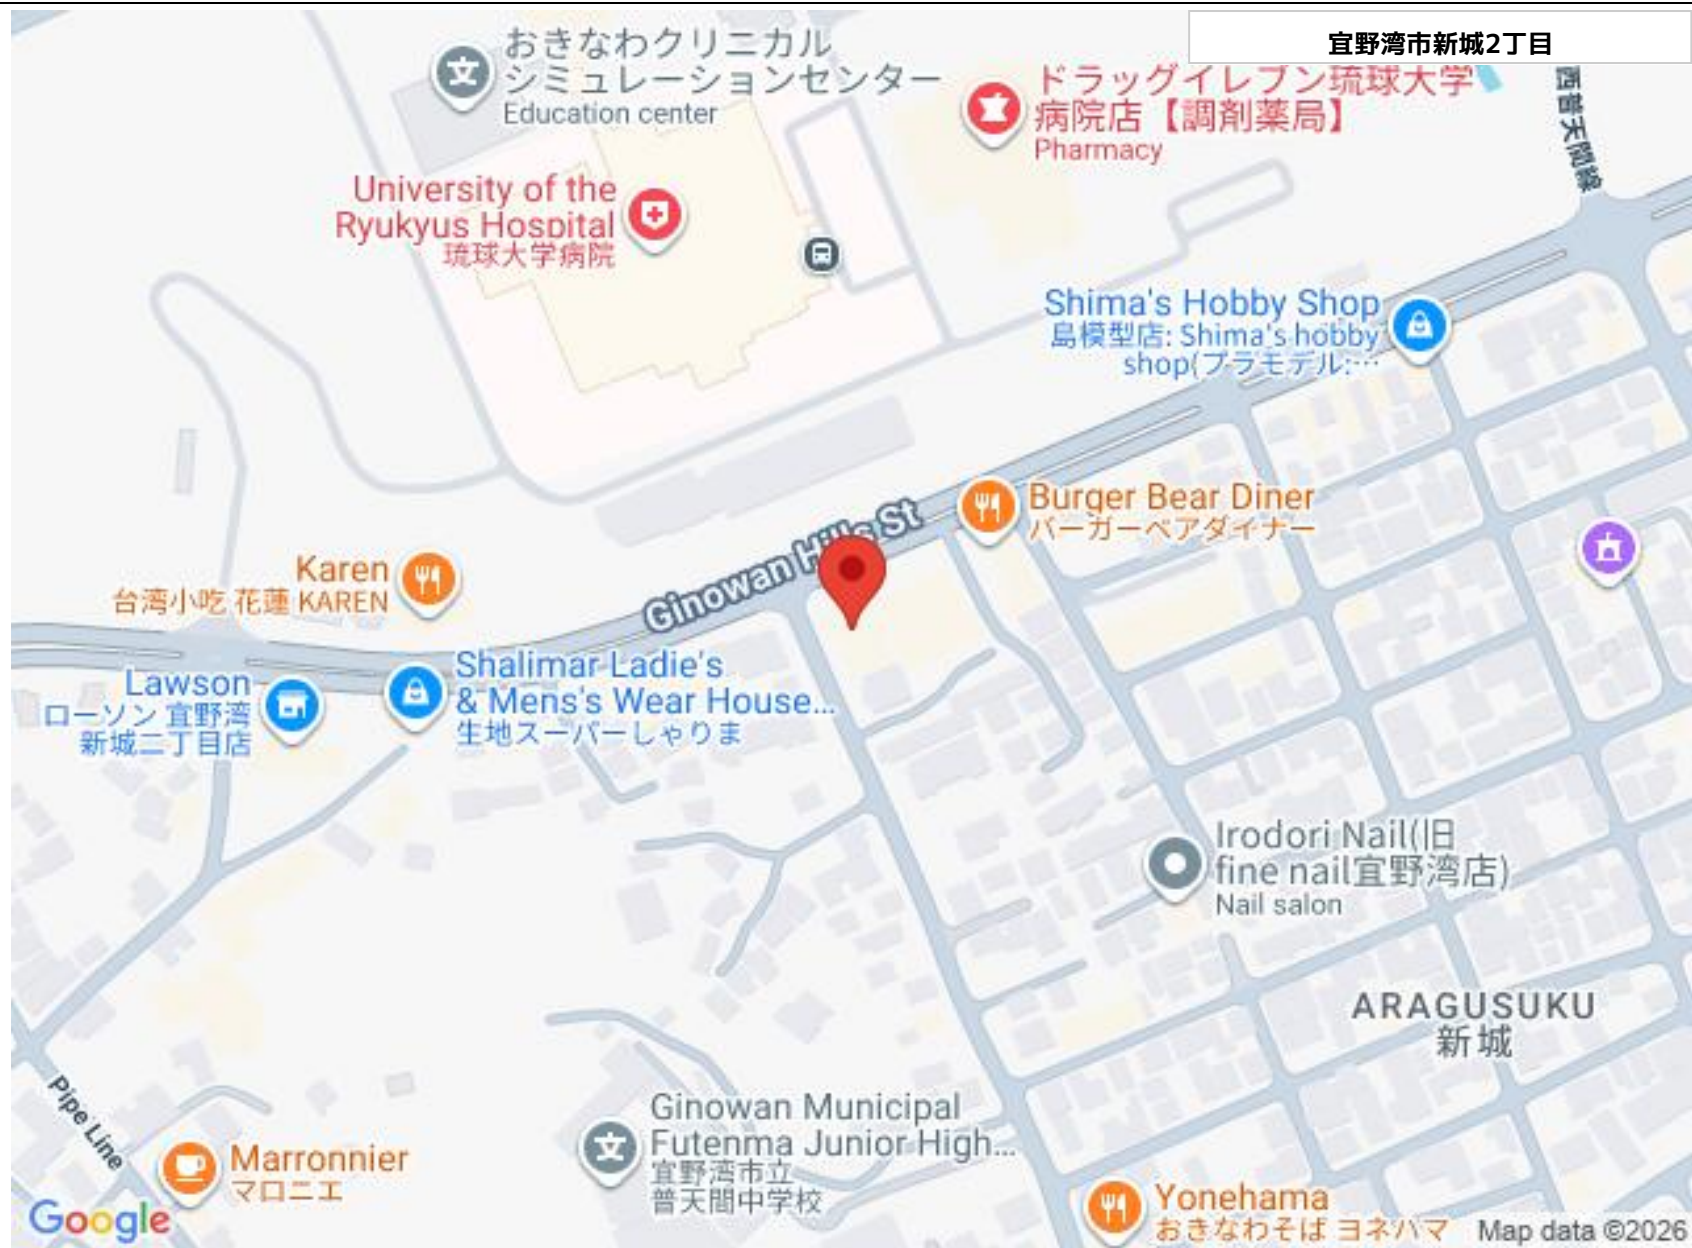 宜野湾市新城2丁目
おきなわクリニカル
シミュレーションセンター
Education center
ドラッグイレブン琉球大学
病院店【調剤薬局】
Pharmacy
西普天間線
University of the
Ryukyus Hospital
琉球大学病院
Shima's Hobby Shop
島模型店: Shima's hobby
shop(プラモデル:…
Ginowan Hills St
Burger Bear Diner
バーガーベアダイナー
Karen
台湾小吃 花蓮 KAREN
Lawson
ローソン 宜野湾
新城二丁目店
Shalimar Ladie's
& Mens's Wear House...
生地スーパーしゃりま
Irodori Nail(旧
fine nail宜野湾店)
Nail salon
ARAGUSUKU
新城
Pipe Line
Ginowan Municipal
Futenma Junior High...
宜野湾市立
普天間中学校
Marronnier
マロニエ
Yonehama
おきなわそば ヨネハマ
Google
Map data ©2026